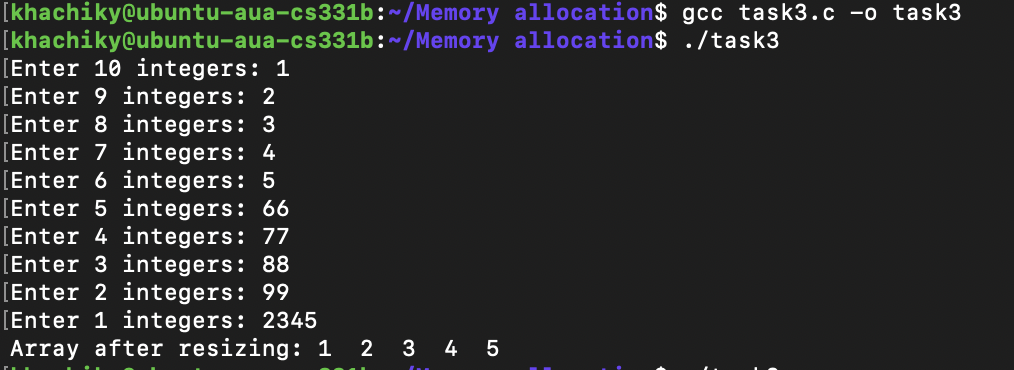 [khachiky@ubuntu-aua-cs331b:~/Memory allocation$ gcc task3.c -o task3
[khachiky@ubuntu-aua-cs331b:~/Memory allocation$ ./task3
[Enter 10 integers: 1
[Enter 9 integers: 2
[Enter 8 integers: 3
[Enter 7 integers: 4
[Enter 6 integers: 5
[Enter 5 integers: 66
[Enter 4 integers: 77
[Enter 3 integers: 88
[Enter 2 integers: 99
[Enter 1 integers: 2345
Array after resizing: 1  2  3  4  5